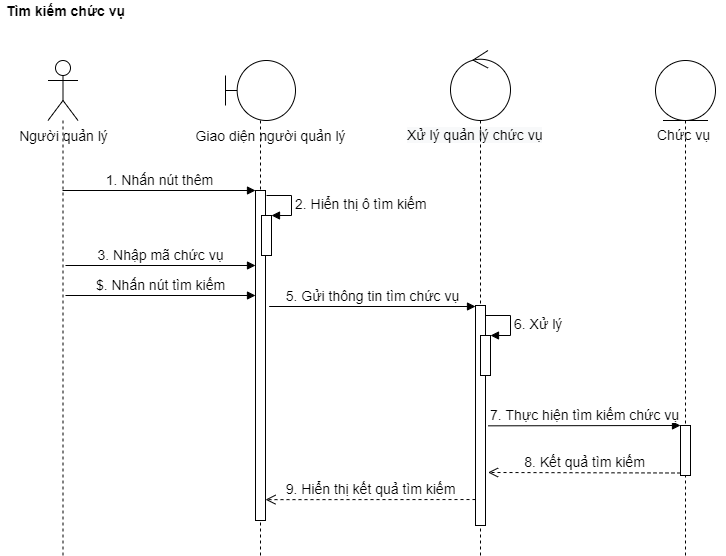 Tìm kiếm chức vụ
Người quản lý
Giao diện người quản lý
Xử lý quản lý chức vụ
Chức vụ
1. Nhấn nút thêm
2. Hiển thị ô tìm kiếm
3. Nhập mã chức vụ
$. Nhấn nút tìm kiếm
5. Gửi thông tin tìm chức vụ
6. Xử lý
7. Thực hiện tìm kiếm chức vụ
8. Kết quả tìm kiếm
9. Hiển thị kết quả tìm kiếm